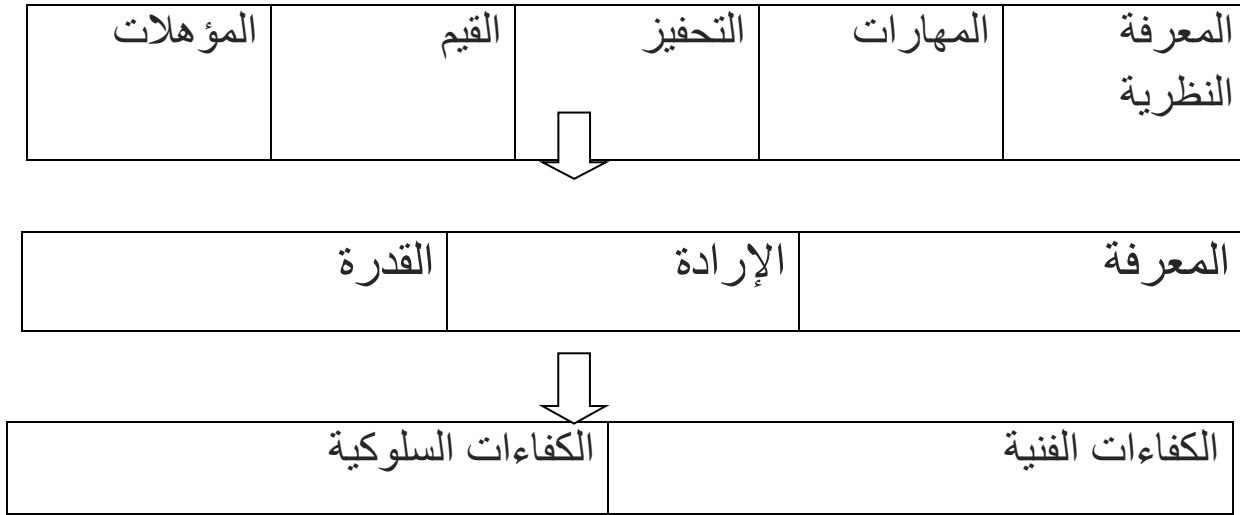 المعرفة النظرية المهارات التحفيز القيم المؤهلات
المعرفة الإرادة القدرة
الكفاءات الفنية الكفاءات السلوكية